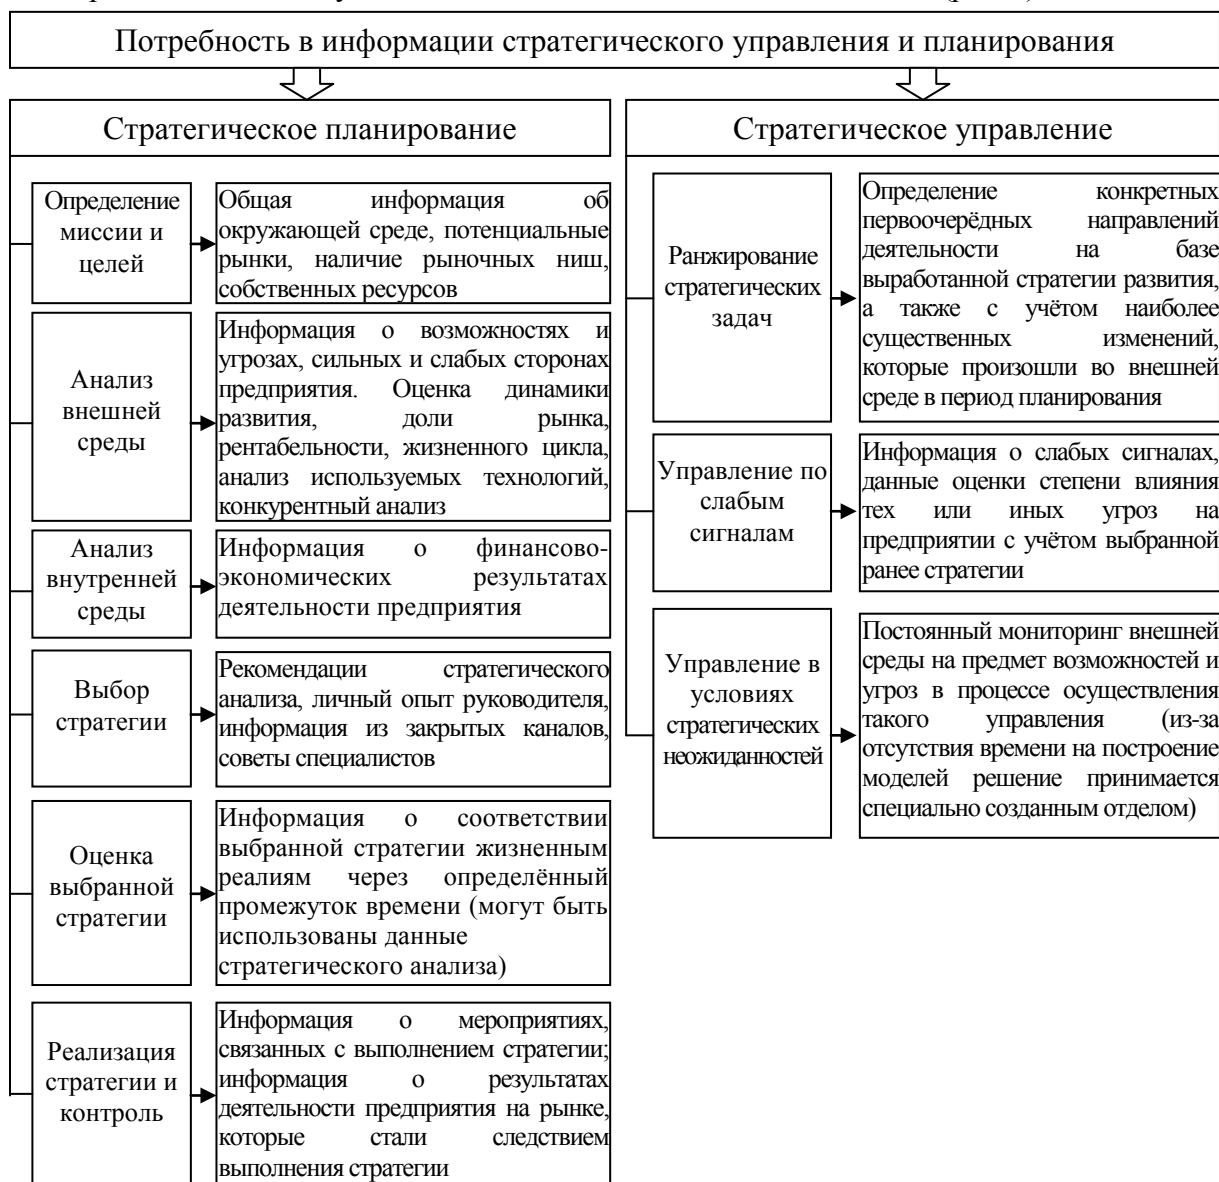 Потребность в информации стратегического управления и планирования
Стратегическое планирование
Определение
миссии и
целей
Общая информация об
окружающей среде, потенциальные
рынки, наличие рыночных ниш,
собственных ресурсов
Анализ
внешней
среды
Информация о возможностях и
угрозах, сильных и слабых сторонах
предприятия. Оценка динамики
развития, доли рынка,
рентабельности, жизненного цикла,
анализ используемых технологий,
конкурентный анализ
Анализ
внутренней
среды
Информация о финансово-
экономических результатах
деятельности предприятия
Выбор
стратегии
Рекомендации стратегического
анализа, личный опыт руководителя,
информация из закрытых каналов,
советы специалистов
Оценка
выбранной
стратегии
Информация о соответствии
выбранной стратегии жизненным
реалиям через определённый
промежуток времени (могут быть
использованы данные
стратегического анализа)
Реализация
стратегии и
контроль
Информация о мероприятиях,
связанных с выполнением стратегии;
информация о результатах
деятельности предприятия на рынке,
которые стали следствием
выполнения стратегии
Стратегическое управление
Ранжирование
стратегических
задач
Определение конкретных
первоочерёдных направлений
деятельности на базе
выработанной стратегии развития,
а также с учётом наиболее
существенных изменений,
которые произошли во внешней
среде в период планирования
Управление по
слабым
сигналам
Информация о слабых сигналах,
данные оценки степени влияния
тех или иных угроз на
предприятии с учётом выбранной
ранее стратегии
Управление в
условиях
стратегических
неожиданностей
Постоянный мониторинг внешней
среды на предмет возможностей и
угроз в процессе осуществления
такого управления (из-за
отсутствия времени на построение
моделей решение принимается
специально созданным отделом)